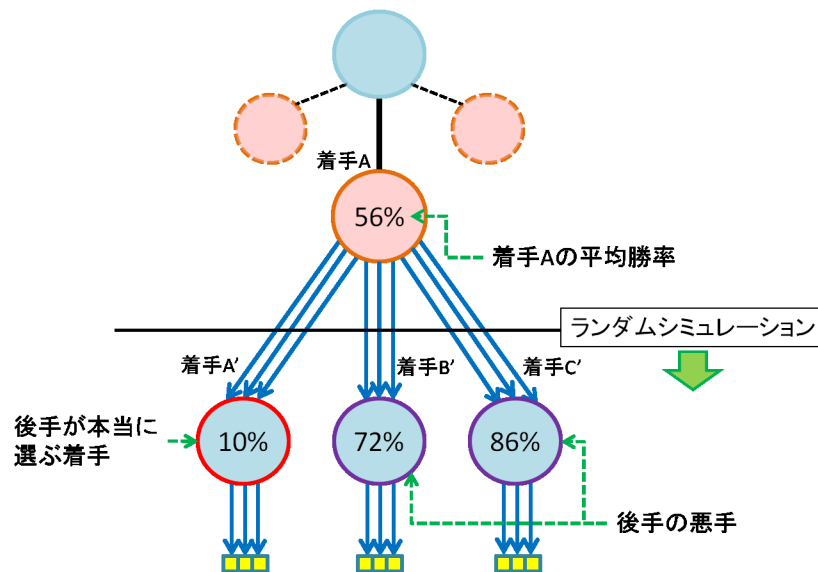 着手A
56%
着手Aの平均勝率
ランダムシミュレーション
着手A’
着手B’
着手C’
後手が本当に
選ぶ着手
10%
72%
86%
後手の悪手